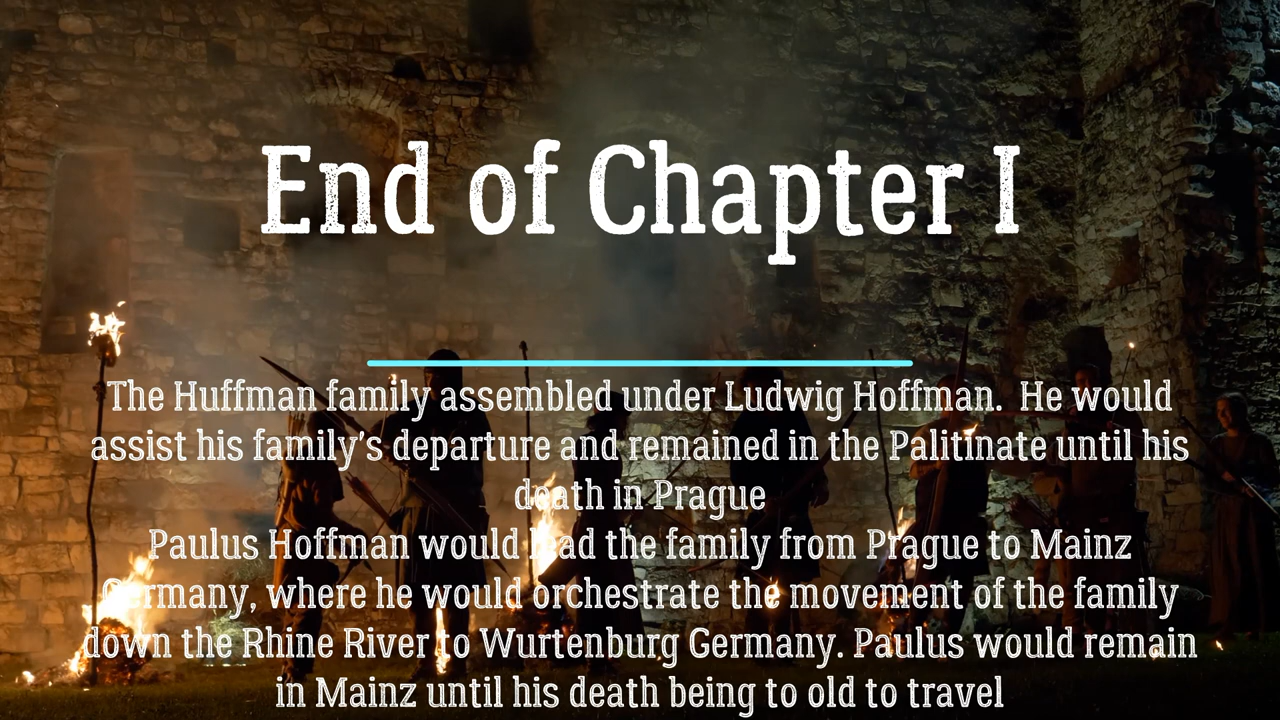 End of Chapter I
The Huffman family assembled under Ludwig Hoffman. He would
assist his family's departure and remained in the Palitinate until his
death in Prague
Paulus Hoffman would lead the family from Prague to Mainz
Germany, where he would orchestrate the movement of the family
down the Rhine River to Wurtenburg Germany. Paulus would remain
in Mainz until his death being to old to travel